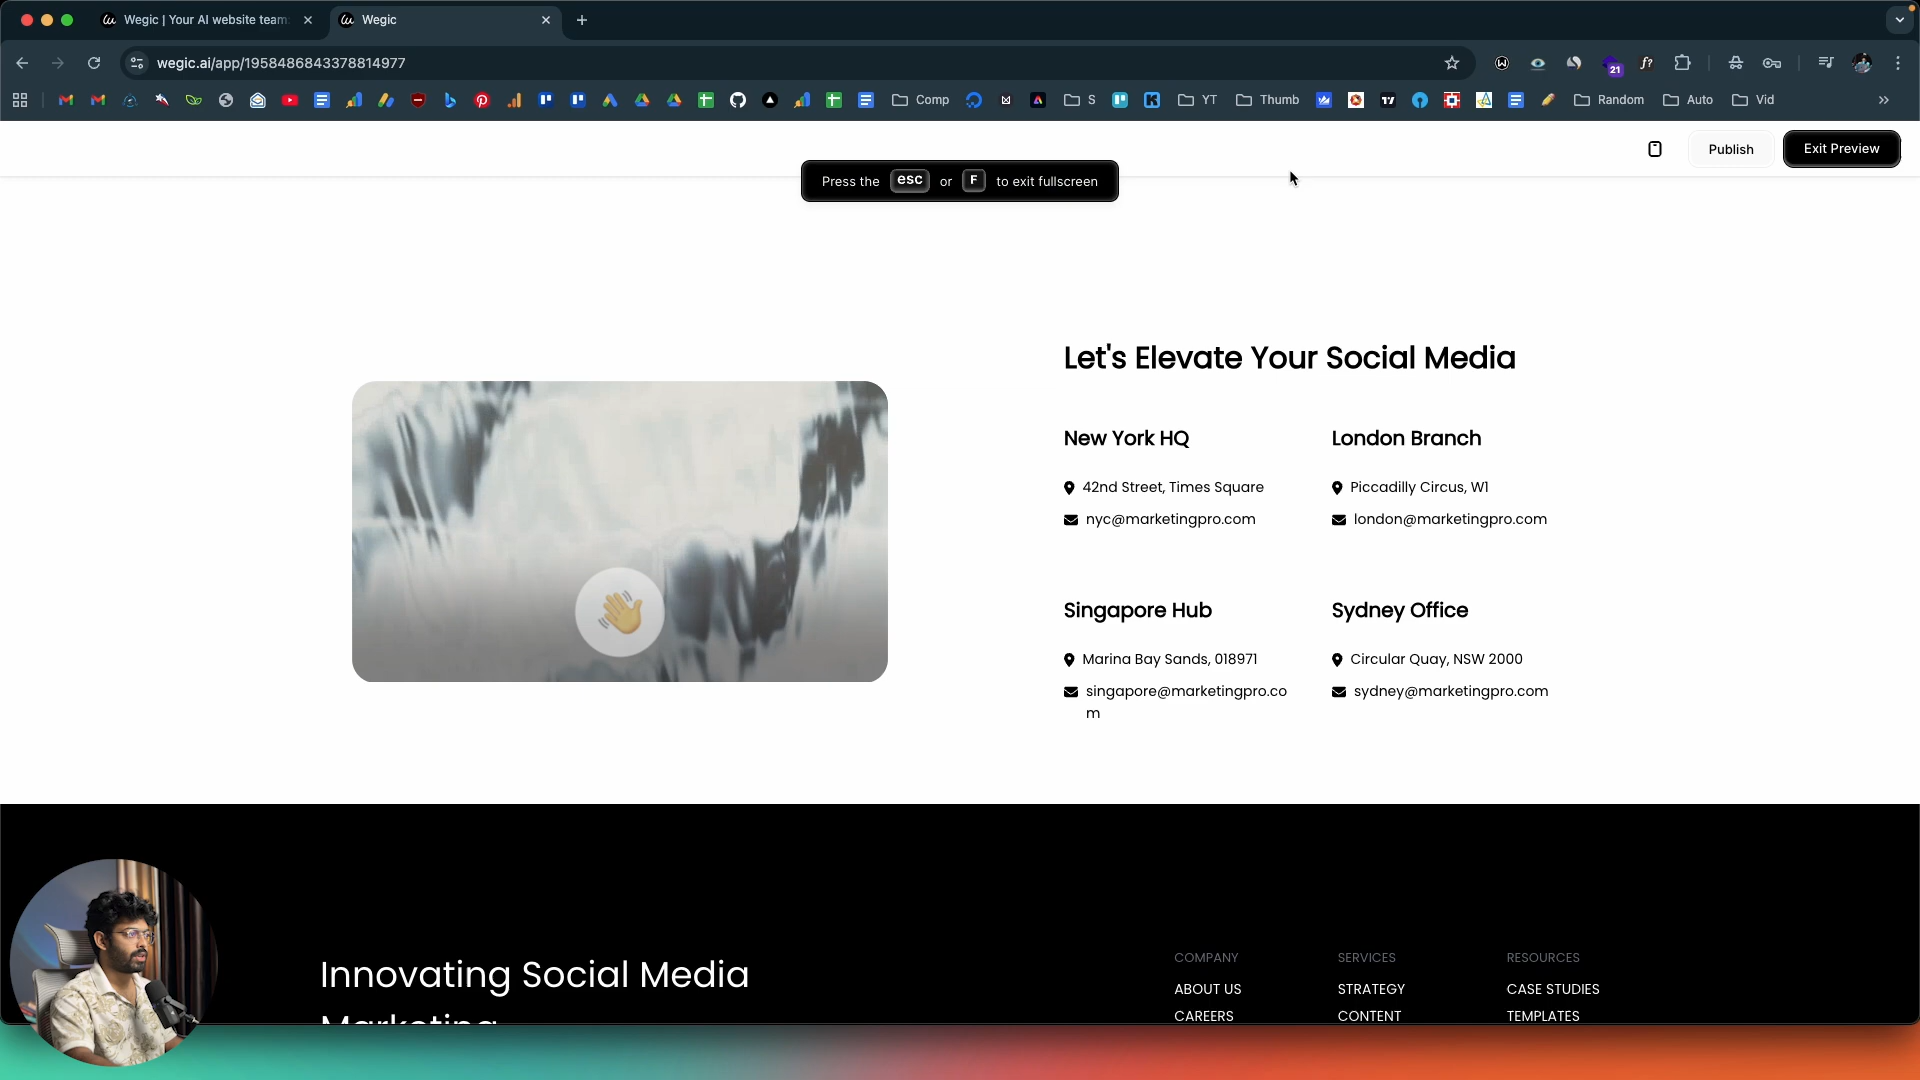 Wegic | Your AI website team:
Wegic
wegic.ai/app/1958486843378814977
21
f?
Comp
S
YT
Thumb
Random
Auto
Vid
Publish
Exit Preview
Press the esc or F to exit fullscreen
Let's Elevate Your Social Media
New York HQ
42nd Street, Times Square
nyc@marketingpro.com
London Branch
Piccadilly Circus, W1
london@marketingpro.com
Singapore Hub
Marina Bay Sands, 018971
singapore@marketingpro.co
m
Sydney Office
Circular Quay, NSW 2000
sydney@marketingpro.com
Innovating Social Media
Marketing
COMPANY
ABOUT US
CAREERS
SERVICES
STRATEGY
CONTENT
RESOURCES
CASE STUDIES
TEMPLATES